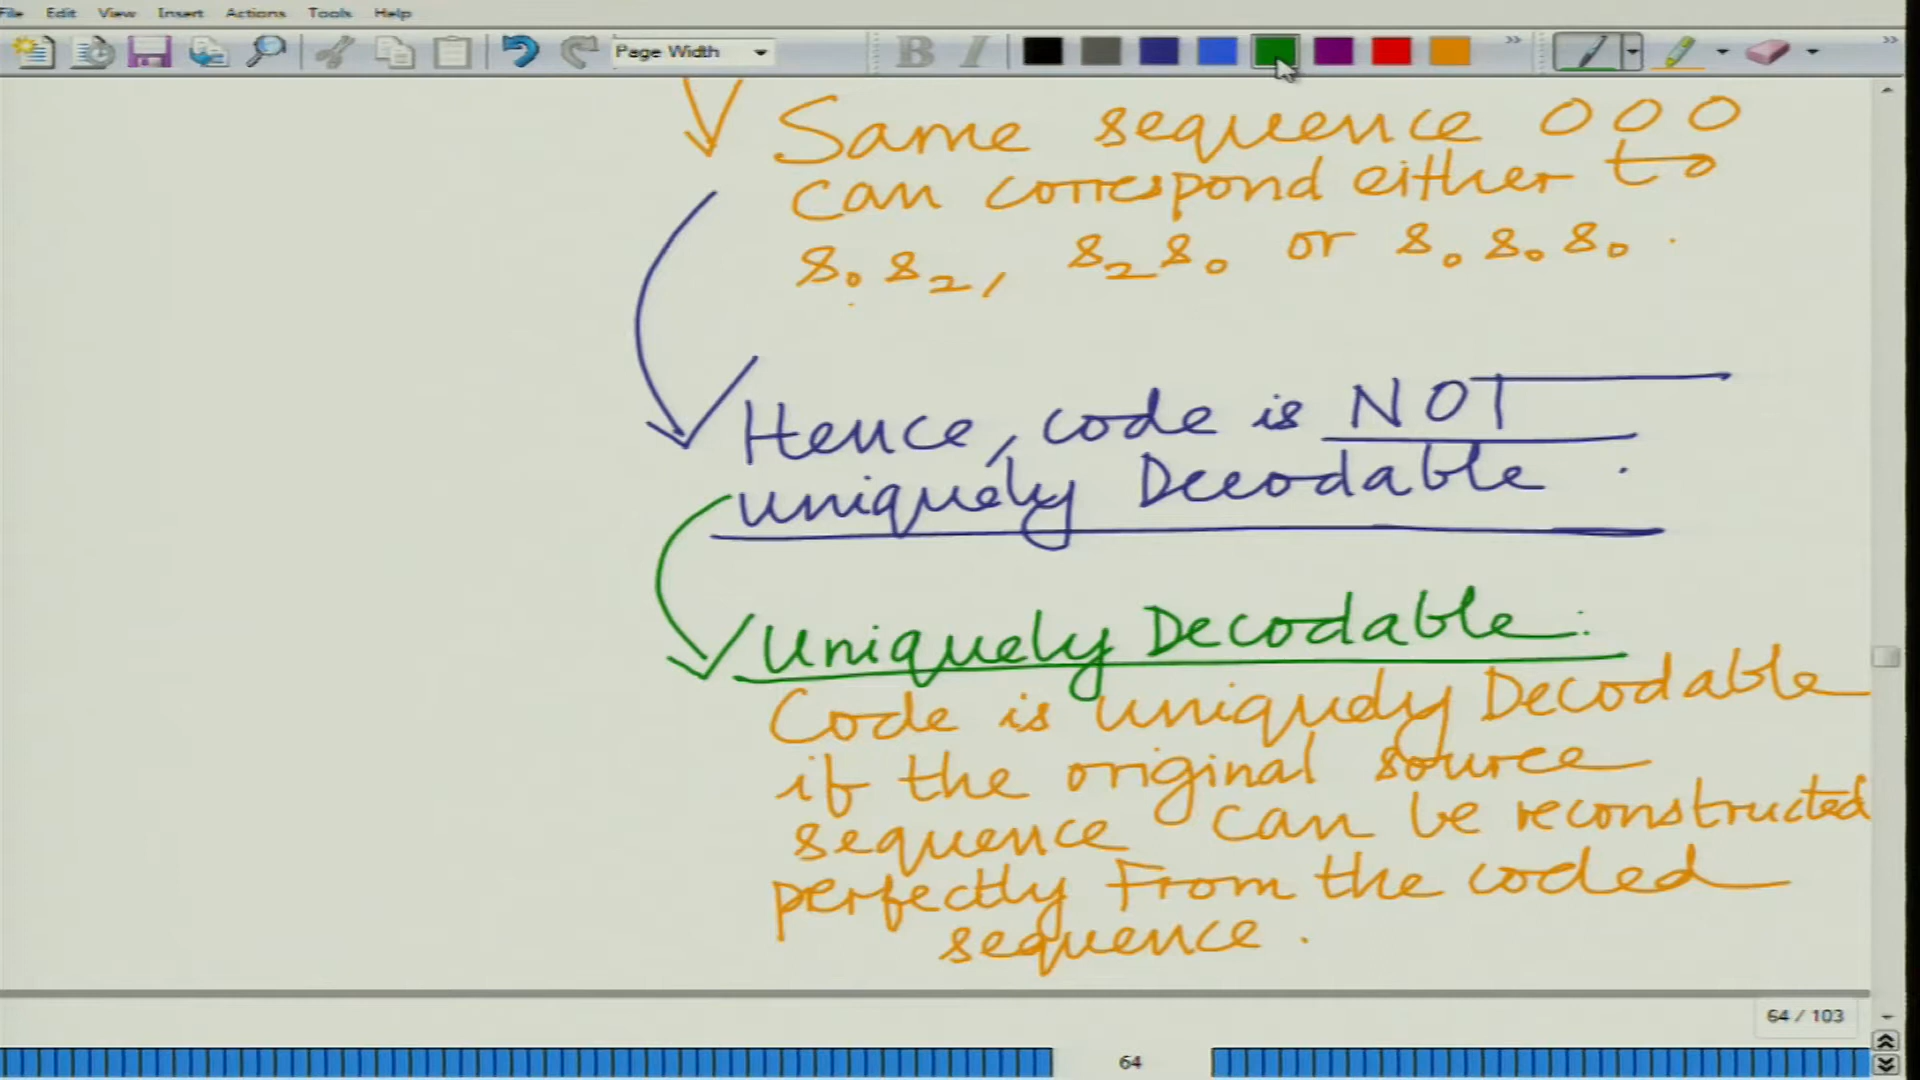 File Edit View Insert Actions Tools Help
Page Width
B I
Same sequence 000
can correspond either to
s₀s₂, s₂s₀ or s₀s₀s₀.
Hence, code is NOT
uniquely Decodable.
Uniquely Decodable:
Code is uniquely Decodable
if the original source
sequence can be reconstructed
perfectly From the coded
sequence.
64 / 103
64